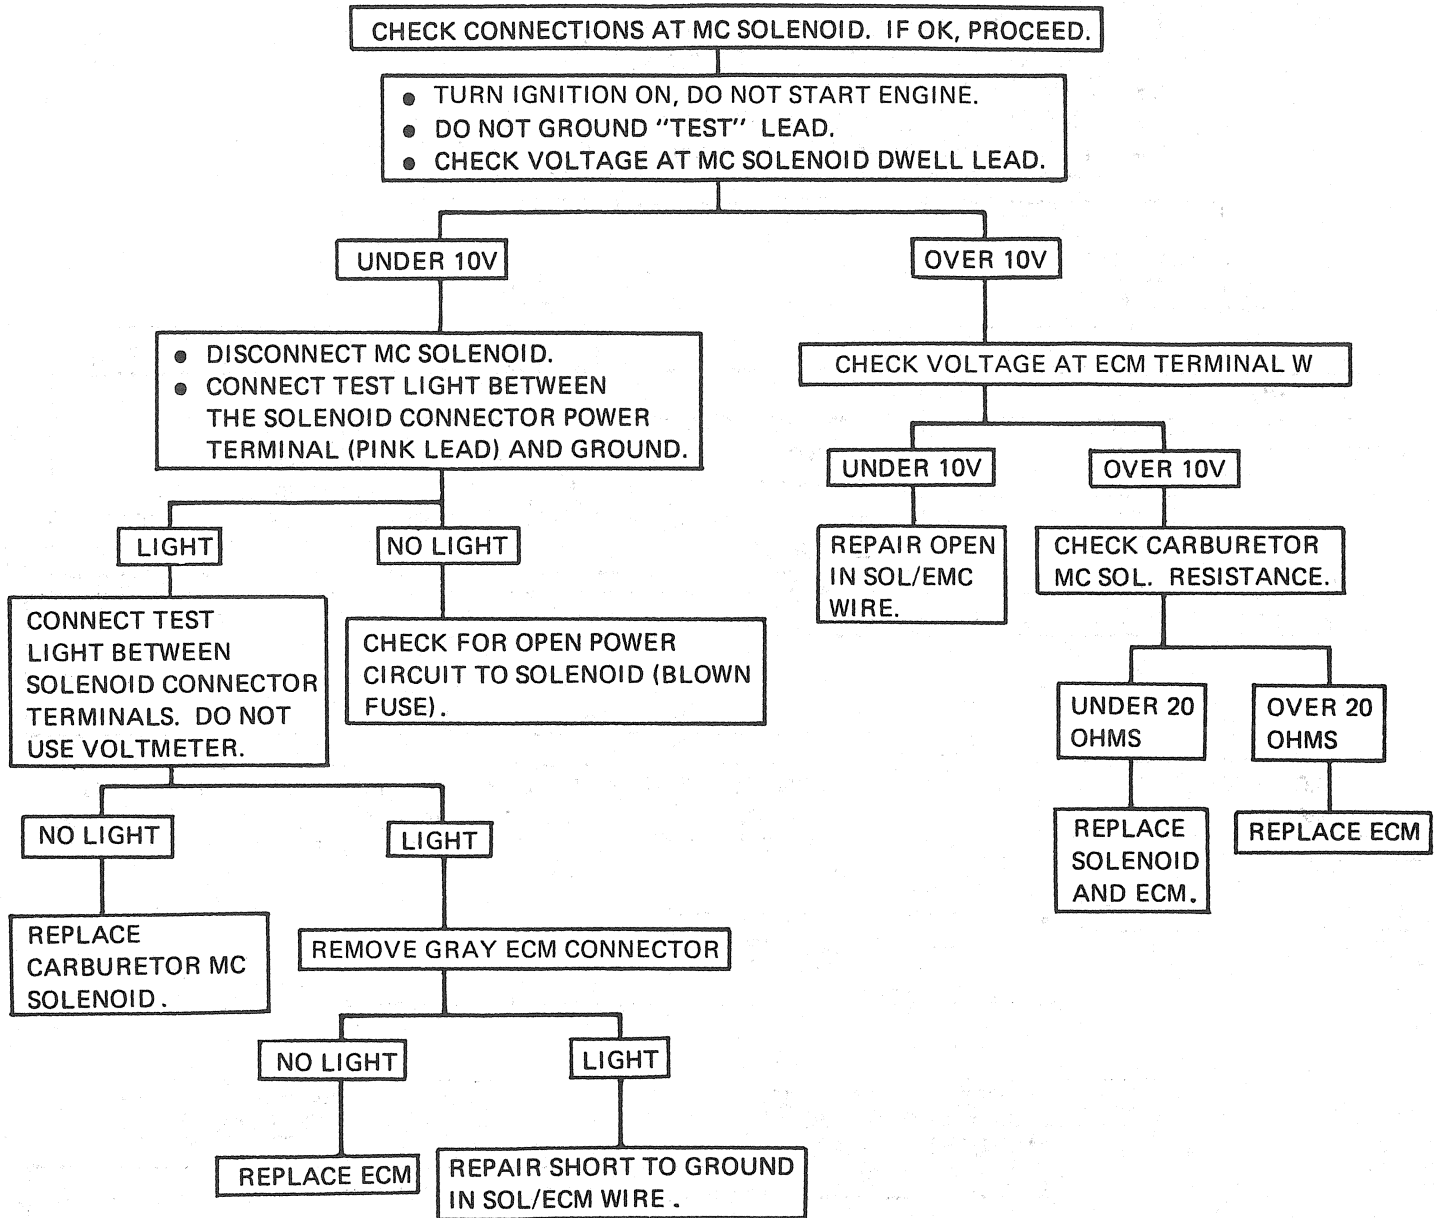 CHECK CONNECTIONS AT MC SOLENOID. IF OK, PROCEED.
● TURN IGNITION ON, DO NOT START ENGINE.
● DO NOT GROUND "TEST" LEAD.
● CHECK VOLTAGE AT MC SOLENOID DWELL LEAD.
UNDER 10V
OVER 10V
● DISCONNECT MC SOLENOID.
● CONNECT TEST LIGHT BETWEEN
THE SOLENOID CONNECTOR POWER
TERMINAL (PINK LEAD) AND GROUND.
CHECK VOLTAGE AT ECM TERMINAL W
UNDER 10V
OVER 10V
LIGHT
NO LIGHT
REPAIR OPEN
IN SOL/EMC
WIRE.
CHECK CARBURETOR
MC SOL. RESISTANCE.
CONNECT TEST
LIGHT BETWEEN
SOLENOID CONNECTOR
TERMINALS. DO NOT
USE VOLTMETER.
CHECK FOR OPEN POWER
CIRCUIT TO SOLENOID (BLOWN
FUSE).
UNDER 20
OHMS
OVER 20
OHMS
NO LIGHT
LIGHT
REPLACE
SOLENOID
AND ECM.
REPLACE ECM
REPLACE
CARBURETOR MC
SOLENOID.
REMOVE GRAY ECM CONNECTOR
NO LIGHT
LIGHT
REPLACE ECM
REPAIR SHORT TO GROUND
IN SOL/ECM WIRE.